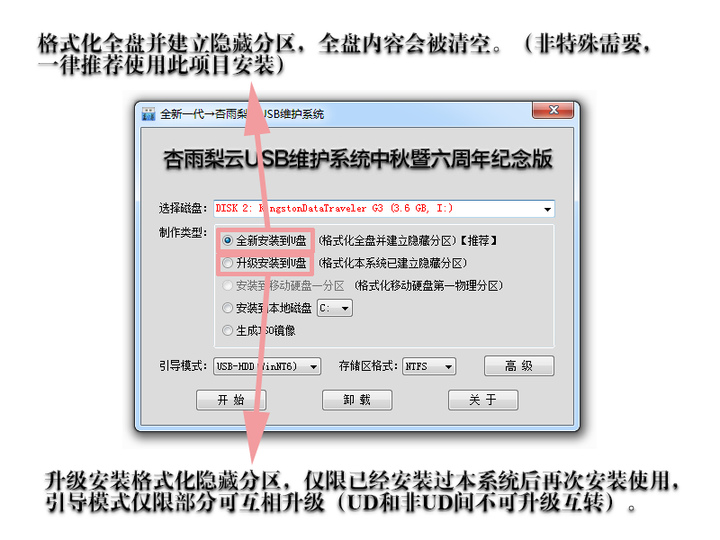 格式化全盘并建立隐藏分区，全盘内容会被清空。（非特殊需要，
一律推荐使用此项目安装）
全新一代→杏雨梨云USB维护系统
杏雨梨云USB维护系统中秋暨六周年纪念版
选择磁盘： DISK 2: KingstonDataTraveler G3 (3.6 GB, I:)
制作类型：
全新安装到U盘 (格式化全盘并建立隐藏分区)【推荐】
升级安装到U盘 (格式化本系统已建立隐藏分区)
安装到移动硬盘一分区 (格式化移动硬盘第一物理分区)
安装到本地磁盘 C:
生成ISO镜像
引导模式： USB-HDD(WinNT6) 存储区格式： NTFS 高 级
开 始 卸 载 关 于
升级安装格式化隐藏分区，仅限已经安装过本系统后再次安装使用，
引导模式仅限部分可互相升级（UD和非UD间不可升级互转）。